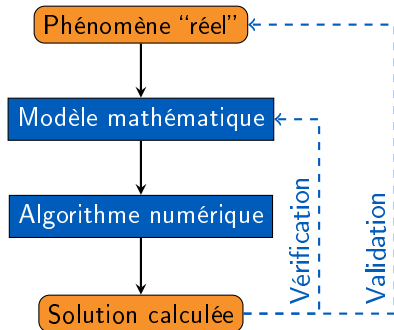 Phénomène “réel”
Modèle mathématique
Algorithme numérique
Solution calculée
Vérification
Validation